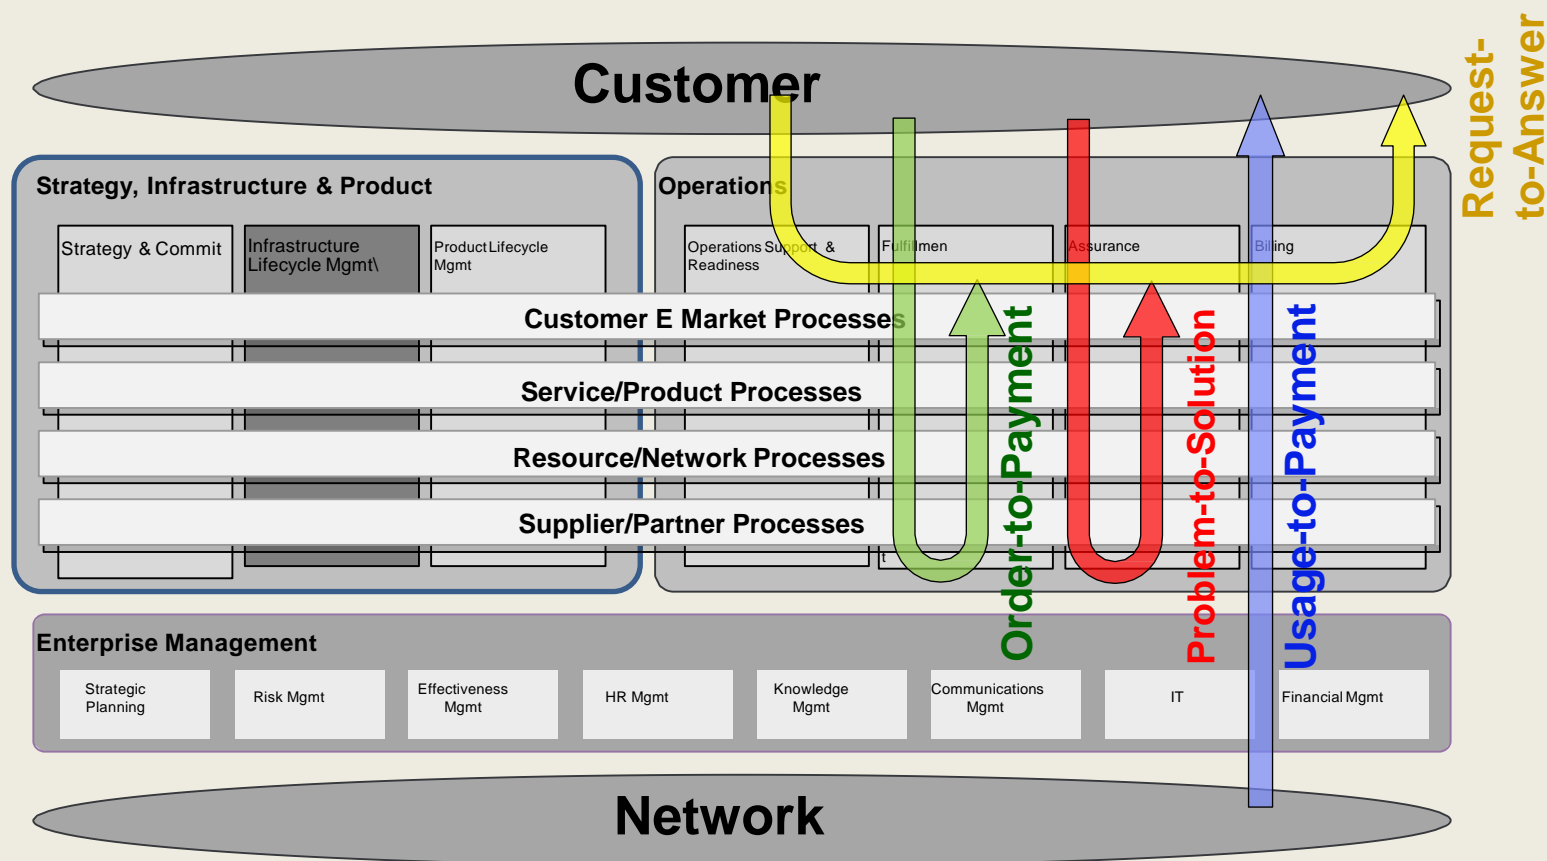 Customer
Request-
to-Answer
Strategy, Infrastructure & Product
Operations
Strategy & Commit
Infrastructure
Lifecycle Mgmt\
Product Lifecycle
Mgmt
Operations Support &
Readiness
Fulfillmen
t
Assurance
Billing
Customer E Market Processes
Service/Product Processes
Resource/Network Processes
Supplier/Partner Processes
Order-to-Payment
Problem-to-Solution
Usage-to-Payment
Enterprise Management
Strategic
Planning
Risk Mgmt
Effectiveness
Mgmt
HR Mgmt
Knowledge
Mgmt
Communications
Mgmt
IT
Financial Mgmt
Network